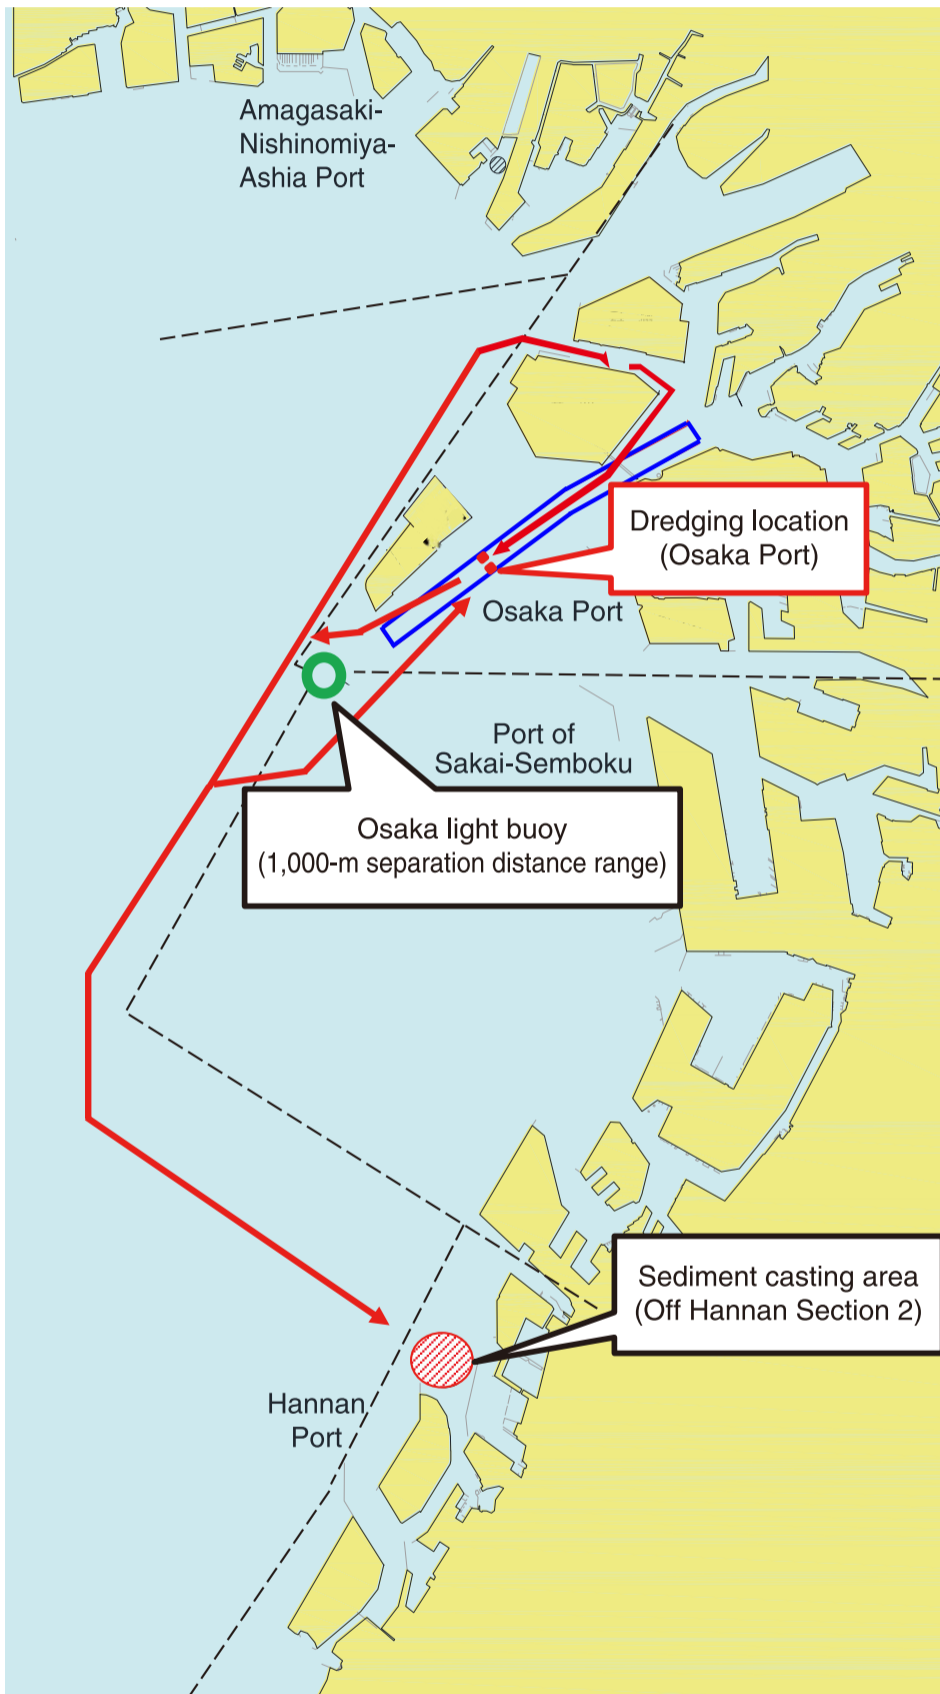 Amagasaki-
Nishinomiya-
Ashia Port
Dredging location
(Osaka Port)
Osaka Port
Port of
Sakai-Semboku
Osaka light buoy
(1,000-m separation distance range)
Sediment casting area
(Off Hannan Section 2)
Hannan
Port